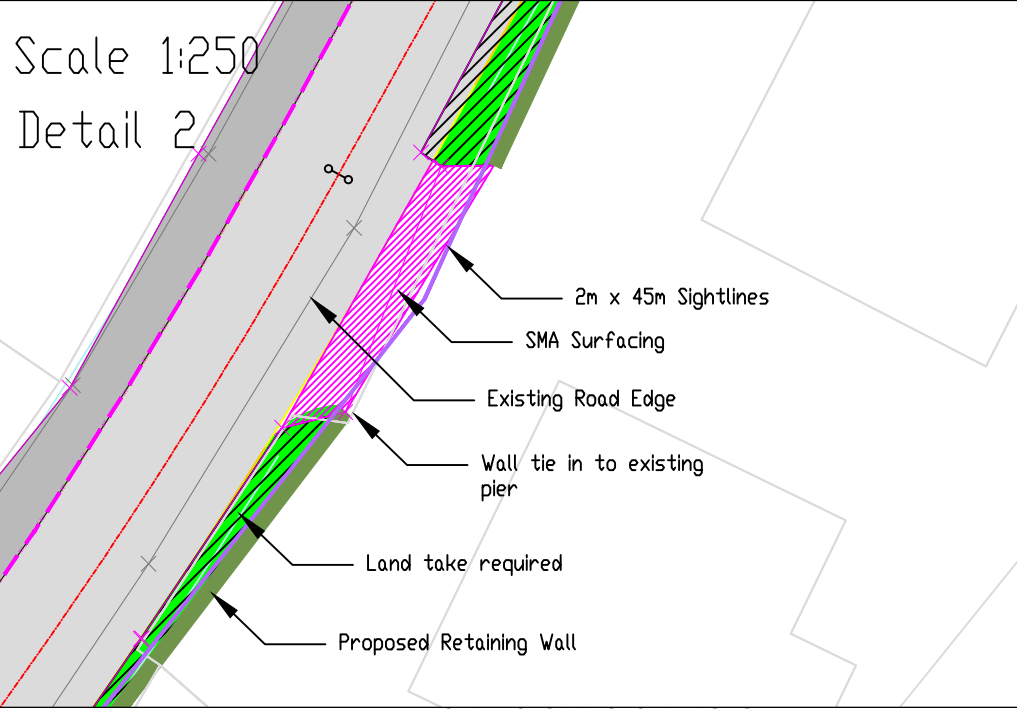 Scale 1:250
Detail 2
2m x 45m Sightlines
SMA Surfacing
Existing Road Edge
Wall tie in to existing
pier
Land take required
Proposed Retaining Wall